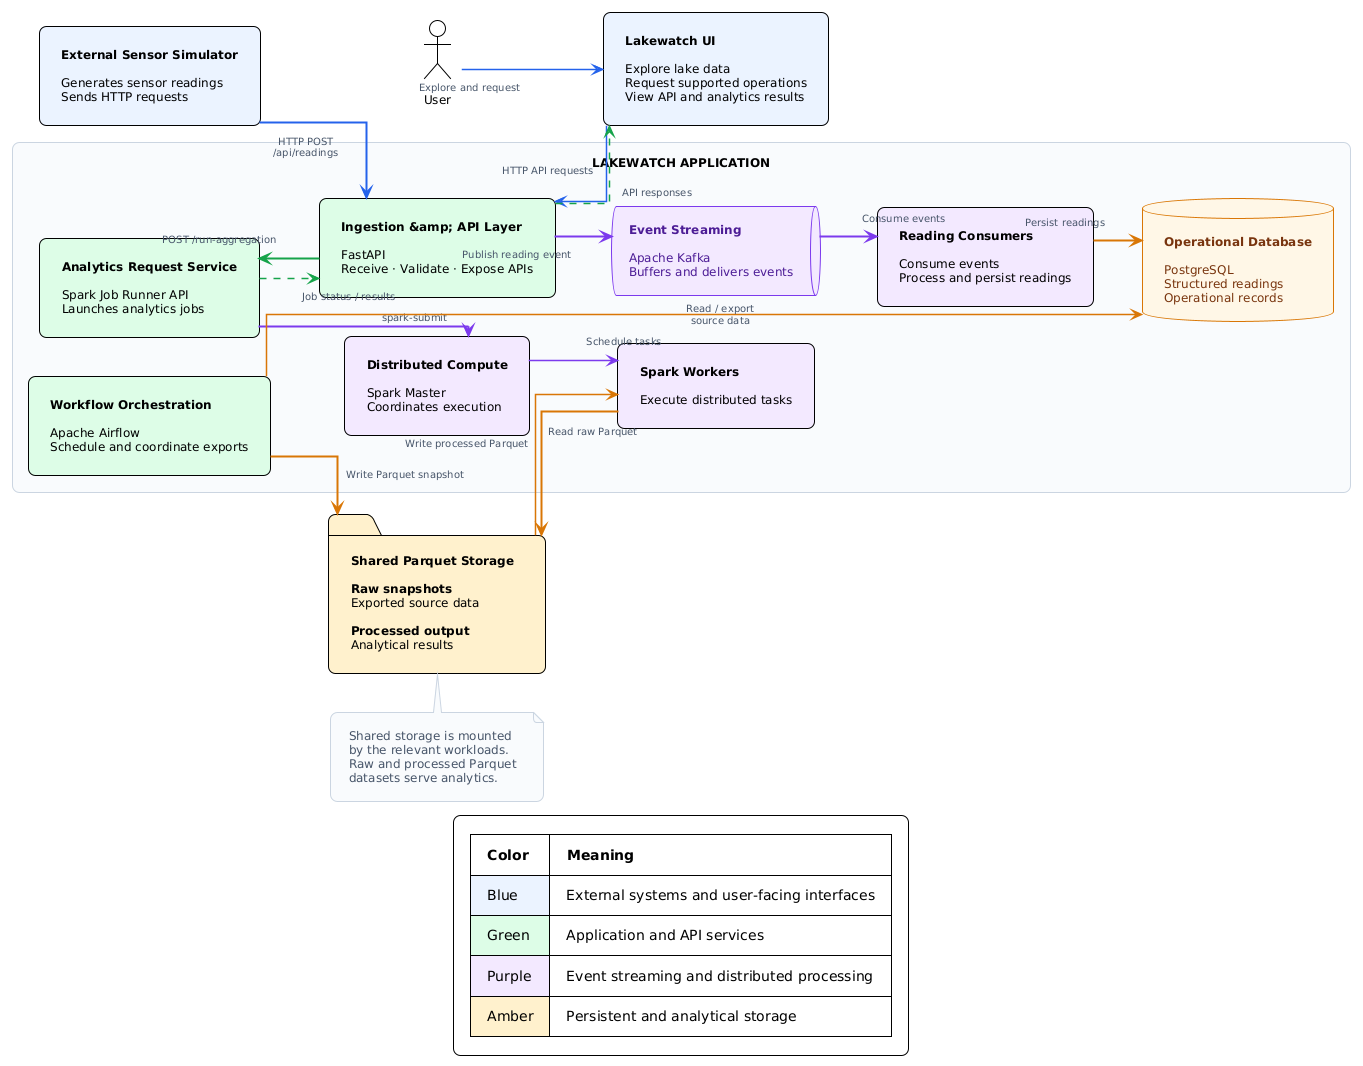 External Sensor Simulator
Generates sensor readings
Sends HTTP requests
Explore and request
User
Lakewatch UI
Explore lake data
Request supported operations
View API and analytics results
HTTP POST
/api/readings
LAKEWATCH APPLICATION
HTTP API requests
API responses
Ingestion &amp; API Layer
FastAPI
Receive · Validate · Expose APIs
POST /run-aggregation
Analytics Request Service
Spark Job Runner API
Launches analytics jobs
Job status / results
Publish reading event
Event Streaming
Apache Kafka
Buffers and delivers events
Consume events
Reading Consumers
Consume events
Process and persist readings
Persist readings
Operational Database
PostgreSQL
Structured readings
Operational records
Read / export
source data
spark-submit
Schedule tasks
Distributed Compute
Spark Master
Coordinates execution
Spark Workers
Execute distributed tasks
Workflow Orchestration
Apache Airflow
Schedule and coordinate exports
Write processed Parquet
Read raw Parquet
Write Parquet snapshot
Shared Parquet Storage
Raw snapshots
Exported source data
Processed output
Analytical results
Shared storage is mounted
by the relevant workloads.
Raw and processed Parquet
datasets serve analytics.
Color Meaning
Blue External systems and user-facing interfaces
Green Application and API services
Purple Event streaming and distributed processing
Amber Persistent and analytical storage